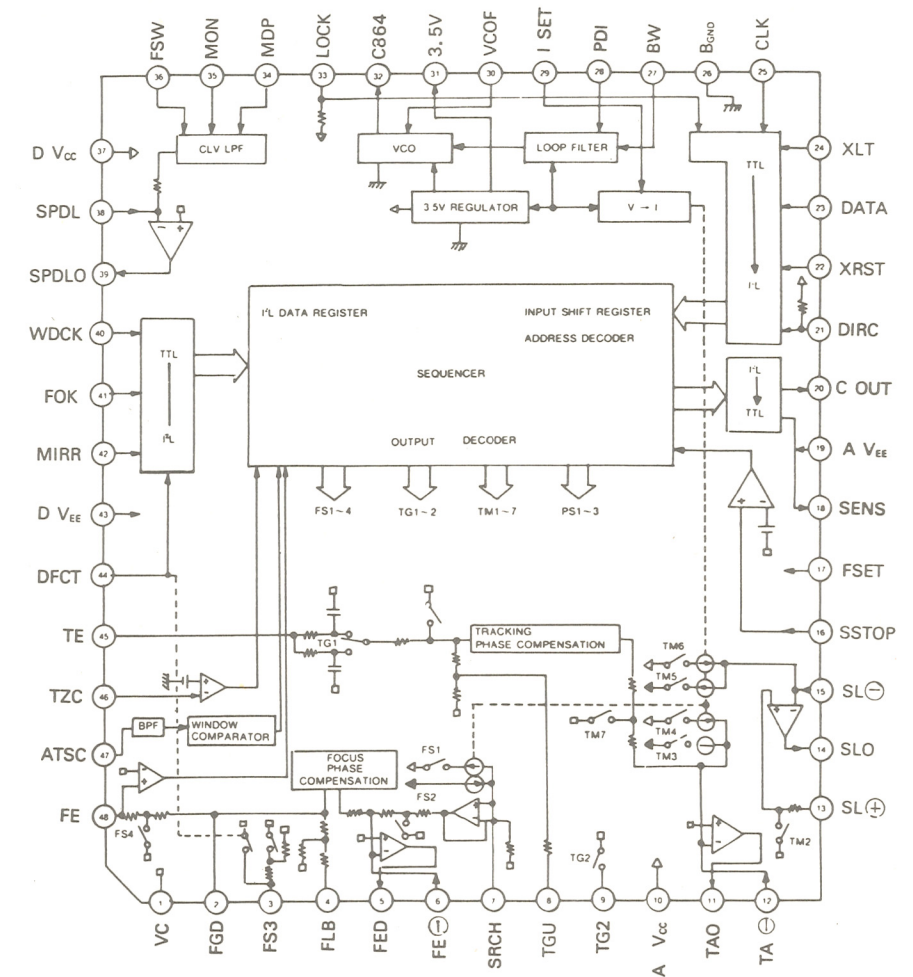 FSW MON MDP LOCK C864 3.5V VCOF I SET PDI BW BGND CLK
36 35 34 33 32 31 30 29 28 27 26 25
D VCC 37
CLV LPF
VCO
LOOP FILTER
TTL
24 XLT
SPDL 38
3.5V REGULATOR
V → I
23 DATA
SPDLO 39
I²L
22 XRST
WDCK 40
I²L DATA REGISTER
INPUT SHIFT REGISTER
21 DIRC
ADDRESS DECODER
TTL
SEQUENCER
I²L
20 C OUT
FOK 41
TTL
I²L
OUTPUT DECODER
MIRR 42
19 A VEE
D VEE 43
FS1~4 TG1~2 TM1~7 PS1~3
18 SENS
DFCT 44
17 FSET
TE 45
TG1
TRACKING
PHASE COMPENSATION
16 SSTOP
TM6
TM5
TZC 46
15 SL⊖
BPF
WINDOW
COMPARATOR
TM7
TM4
TM3
ATSC 47
14 SLO
FOCUS
PHASE
COMPENSATION
FS1
FS2
FE 48
FS4
13 SL⊕
TM2
TG2
1 2 3 4 5 6 7 8 9 10 11 12
VC FGD FS3 FLB FED FE⊖ SRCH TGU TG2 A VCC TAO TA⊖